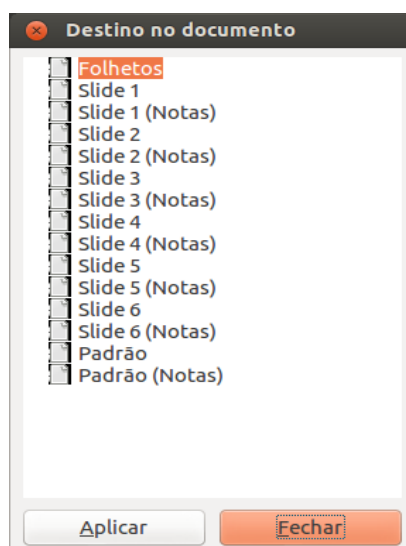 Destino no documento
Folhetos
Slide 1
Slide 1 (Notas)
Slide 2
Slide 2 (Notas)
Slide 3
Slide 3 (Notas)
Slide 4
Slide 4 (Notas)
Slide 5
Slide 5 (Notas)
Slide 6
Slide 6 (Notas)
Padrão
Padrão (Notas)
Aplicar Fechar